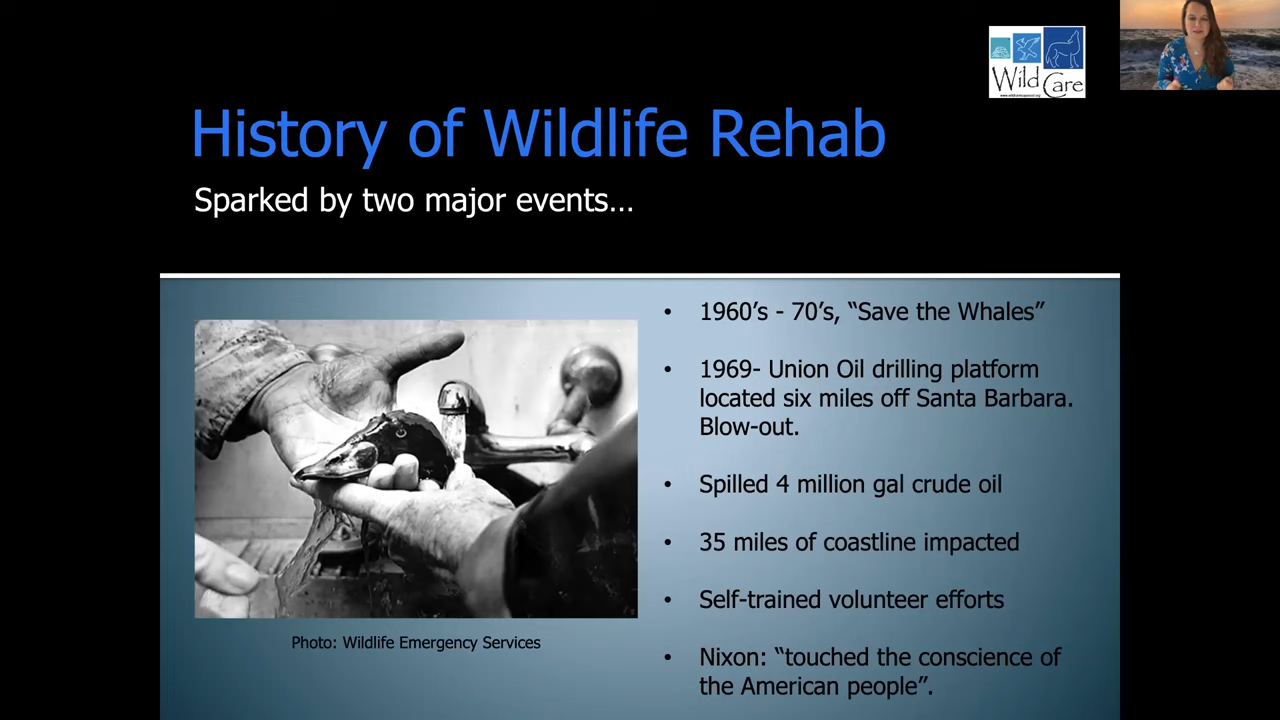 Wild Care
History of Wildlife Rehab
Sparked by two major events…
• 1960’s - 70’s, “Save the Whales”
• 1969- Union Oil drilling platform
located six miles off Santa Barbara.
Blow-out.
• Spilled 4 million gal crude oil
• 35 miles of coastline impacted
• Self-trained volunteer efforts
• Nixon: “touched the conscience of
the American people”.
Photo: Wildlife Emergency Services